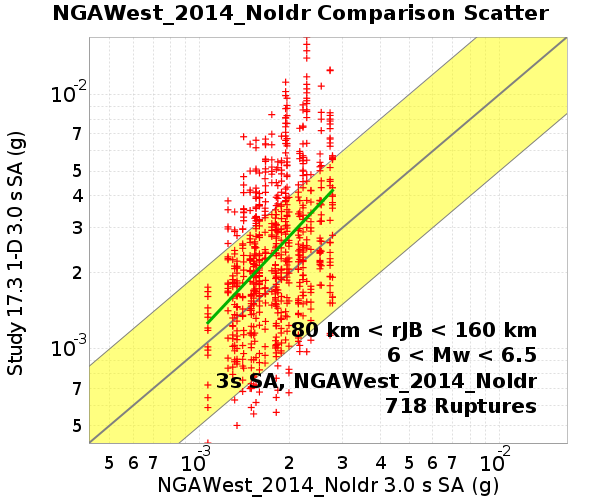 NGAWest_2014_NoIdr Comparison Scatter
Study 17.3 1-D 3.0 s SA (g)
10-2
7
5
4
3
2
10-3
7
5
80 km < rJB < 160 km
6 < Mw < 6.5
3s SA, NGAWest_2014_NoIdr
718 Ruptures
5 6 7 10-3 2 3 4 5 6 7 10-2
NGAWest_2014_NoIdr 3.0 s SA (g)